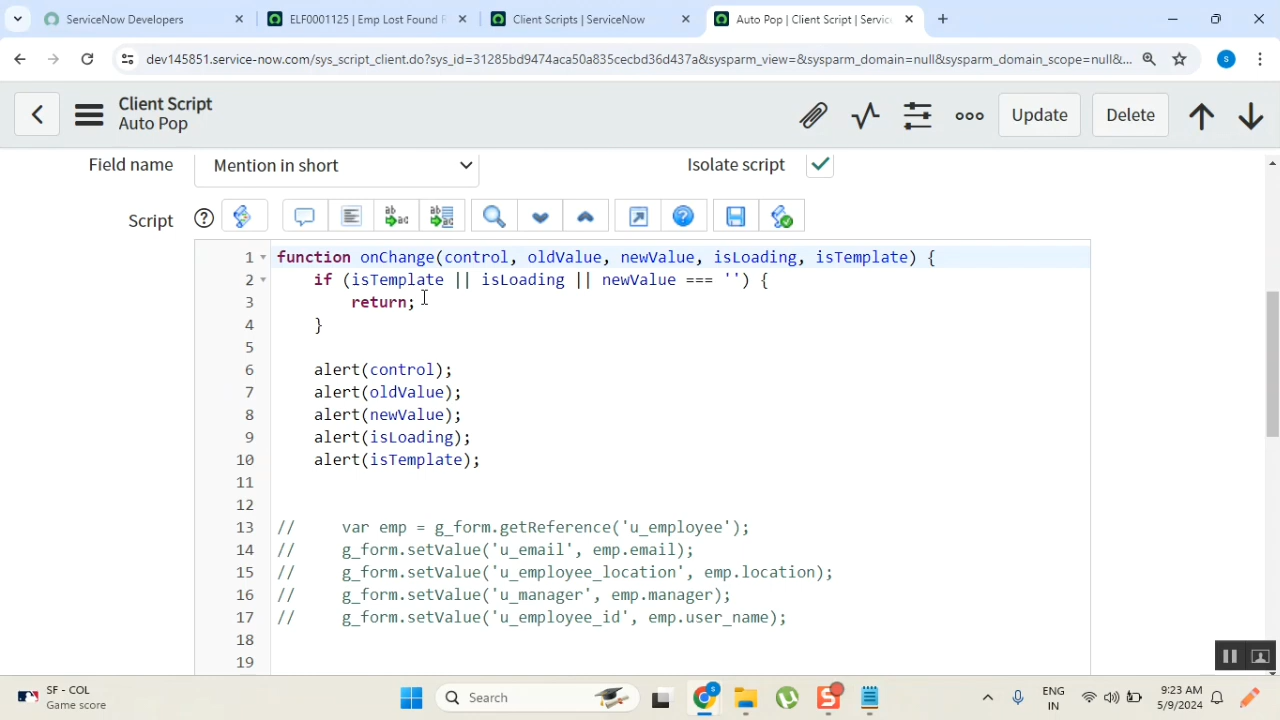 ServiceNow Developers
ELF0001125 | Emp Lost Found F
Client Scripts | ServiceNow
Auto Pop | Client Script | Service
dev145851.service-now.com/sys_script_client.do?sys_id=31285bd9474aca50a835cecbd36d437a&sysparm_view=&sysparm_domain=null&sysparm_domain_scope=null&...
S
Client Script
Auto Pop
Update
Delete
Field name
Mention in short
Isolate script
Script
1 function onChange(control, oldValue, newValue, isLoading, isTemplate) {
2 if (isTemplate || isLoading || newValue === '') {
3 return;
4 }
5
6 alert(control);
7 alert(oldValue);
8 alert(newValue);
9 alert(isLoading);
10 alert(isTemplate);
11
12
13 // var emp = g_form.getReference('u_employee');
14 // g_form.setValue('u_email', emp.email);
15 // g_form.setValue('u_employee_location', emp.location);
16 // g_form.setValue('u_manager', emp.manager);
17 // g_form.setValue('u_employee_id', emp.user_name);
18
19
SF - COL
Game score
Search
ENG
IN
9:23 AM
5/9/2024